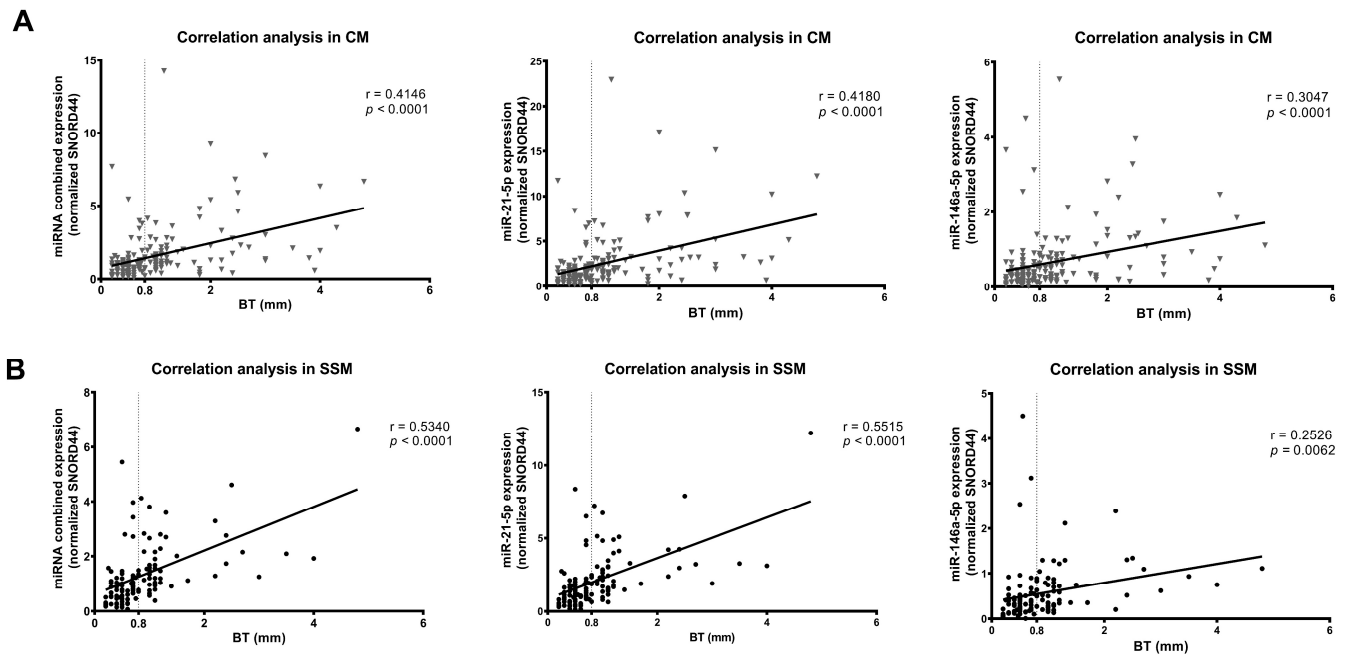 A
Correlation analysis in CM
miRNA combined expression
(normalized SNORD44)
15
10
5
0
r = 0.4146
p < 0.0001
0
0.8
2
4
6
BT (mm)
Correlation analysis in CM
miR-21-5p expression
(normalized SNORD44)
25
20
15
10
5
0
r = 0.4180
p < 0.0001
0
0.8
2
4
6
BT (mm)
Correlation analysis in CM
miR-146a-5p expression
(normalized SNORD44)
6
4
2
0
r = 0.3047
p < 0.0001
0
0.8
2
4
6
BT (mm)
B
Correlation analysis in SSM
miRNA combined expression
(normalized SNORD44)
8
6
4
2
0
r = 0.5340
p < 0.0001
0
0.8
2
4
6
BT (mm)
Correlation analysis in SSM
miR-21-5p expression
(normalized SNORD44)
15
10
5
0
r = 0.5515
p < 0.0001
0
0.8
2
4
6
BT (mm)
Correlation analysis in SSM
miR-146a-5p expression
(normalized SNORD44)
5
4
3
2
1
0
r = 0.2526
p = 0.0062
0
0.8
2
4
6
BT (mm)